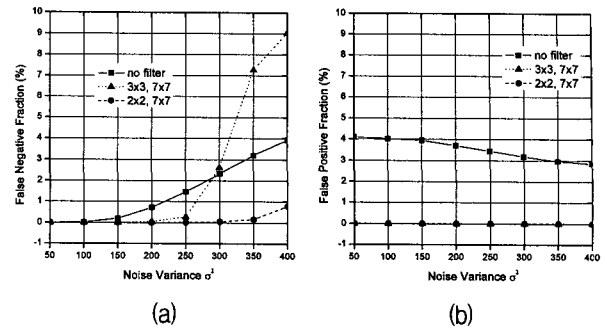 10
9
8
7
6
5
4
3
2
1
0
-1
False Negative Fraction (%)
no filter
3x3, 7x7
2x2, 7x7
50 100 150 200 250 300 350 400
Noise Variance σ²
(a)
10
9
8
7
6
5
4
3
2
1
0
-1
False Positive Fraction (%)
no filter
3x3, 7x7
2x2, 7x7
50 100 150 200 250 300 350 400
Noise Variance σ²
(b)